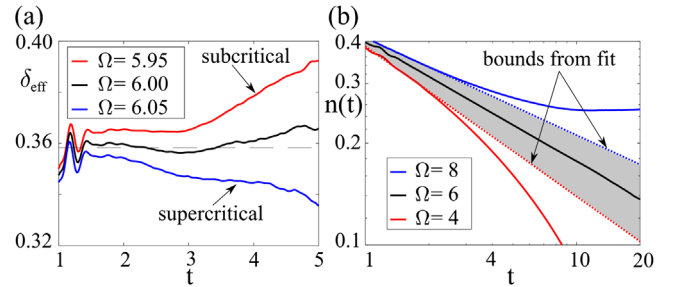 (a)
0.40
δeff
0.36
0.32
Ω= 5.95
Ω= 6.00
Ω= 6.05
subcritical
supercritical
1
2
3
4
5
t
(b)
0.4
0.3
n(t)
0.2
0.1
bounds from fit
Ω= 8
Ω= 6
Ω= 4
1
4
10
20
t